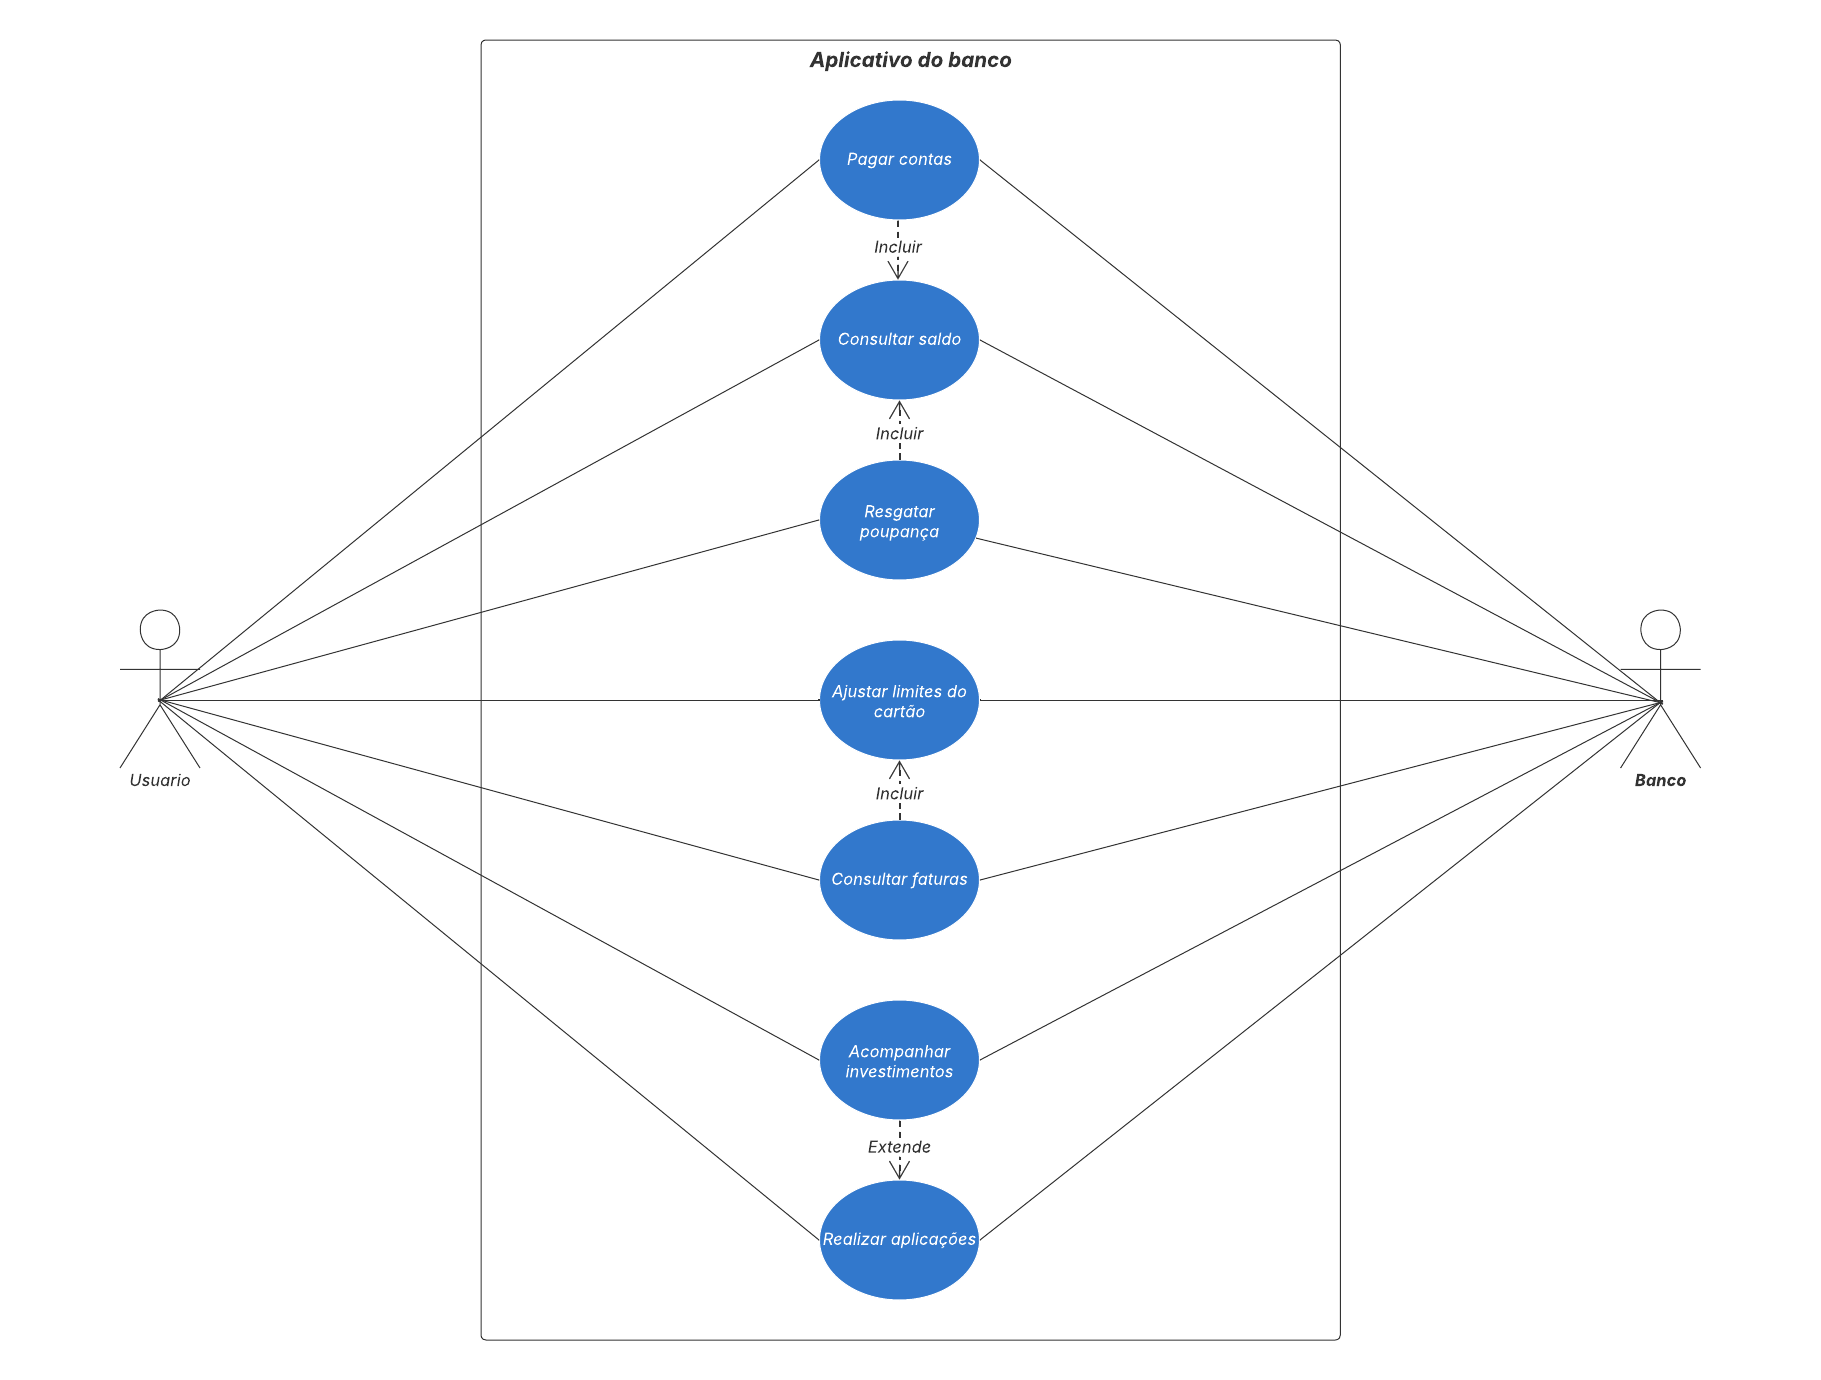 Aplicativo do banco
Pagar contas
Incluir
Consultar saldo
Incluir
Resgatar
poupança
Ajustar limites do
cartão
Usuario
Banco
Incluir
Consultar faturas
Acompanhar
investimentos
Extende
Realizar aplicações